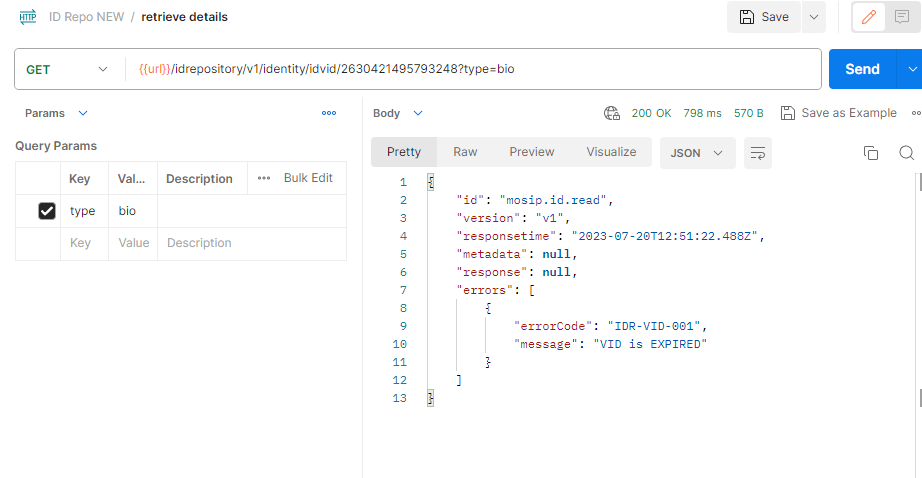 HTTP ID Repo NEW / retrieve details Save
GET {{url}}/idrepository/v1/identity/idvid/2630421495793248?type=bio Send
Params
Query Params
Key Val... Description Bulk Edit
type bio
Key Value Description
Body 200 OK 798 ms 570 B Save as Example
Pretty Raw Preview Visualize JSON
1 {
2 "id": "mosip.id.read",
3 "version": "v1",
4 "responsetime": "2023-07-20T12:51:22.488Z",
5 "metadata": null,
6 "response": null,
7 "errors": [
8 {
9 "errorCode": "IDR-VID-001",
10 "message": "VID is EXPIRED"
11 }
12 ]
13 }